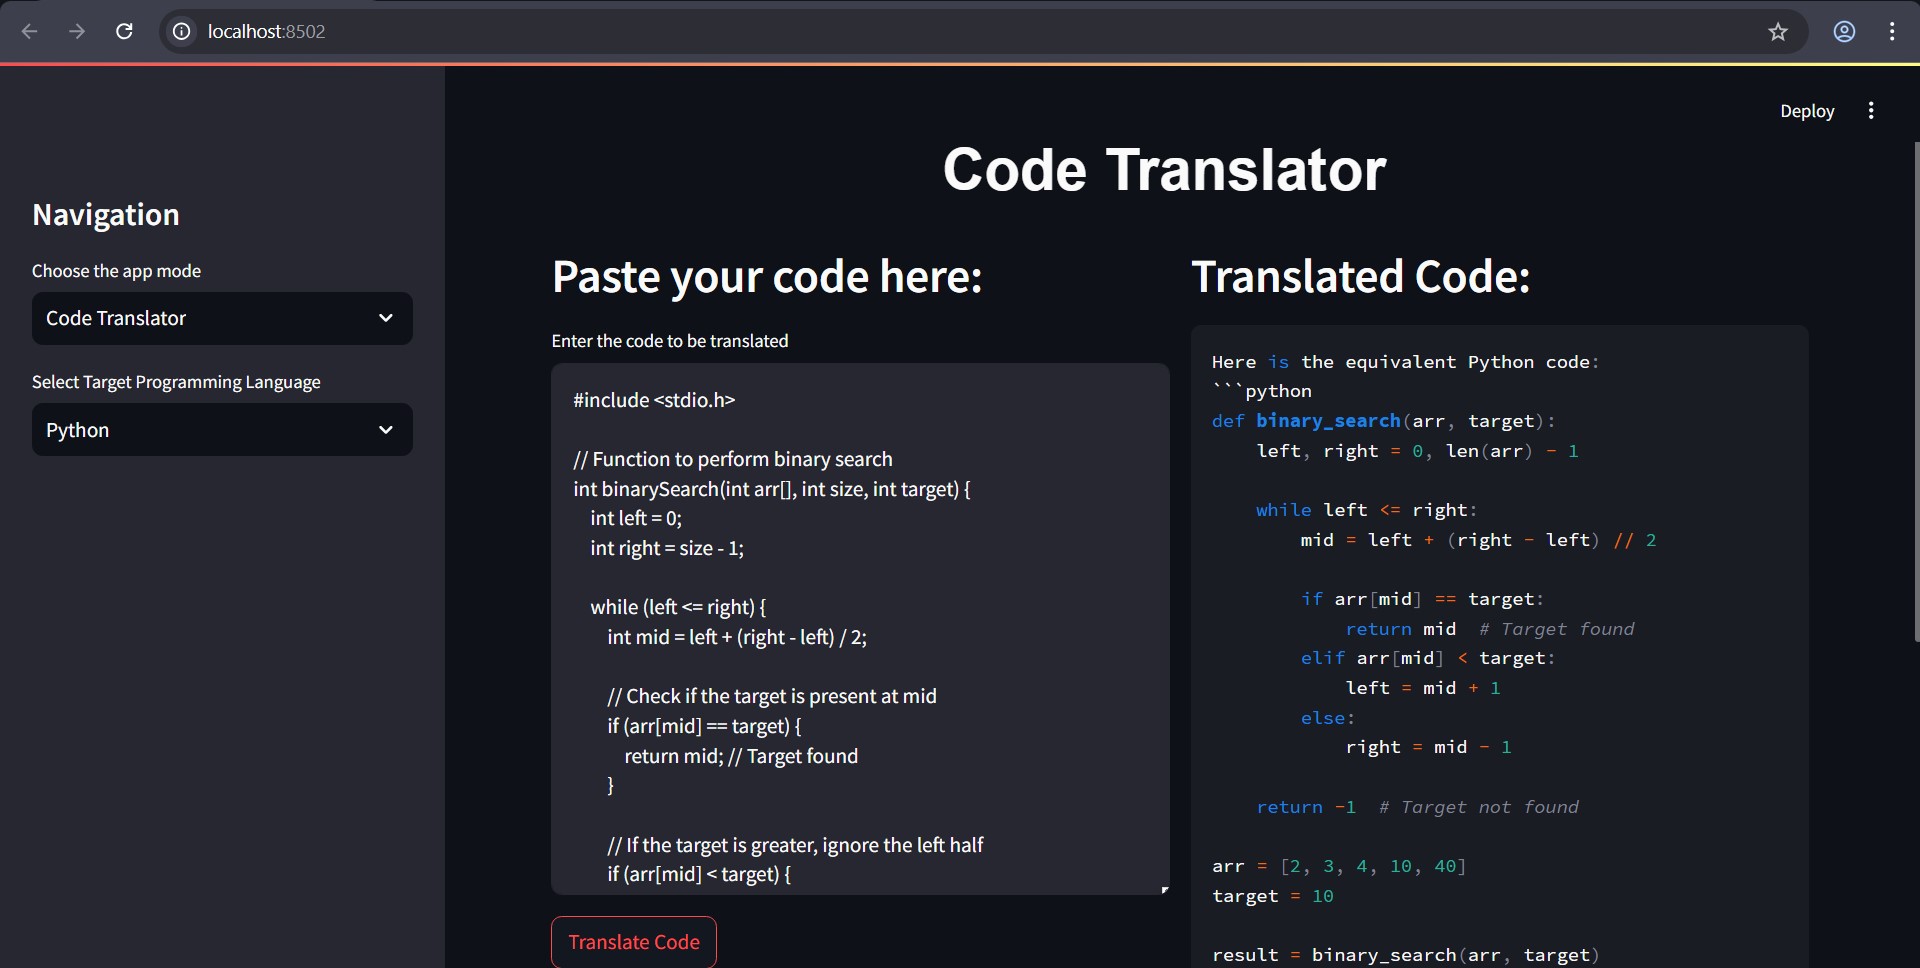 localhost:8502
Deploy
Navigation
Choose the app mode
Code Translator
Select Target Programming Language
Python
Code Translator
Paste your code here:
Enter the code to be translated
#include <stdio.h>

// Function to perform binary search
int binarySearch(int arr[], int size, int target) {
    int left = 0;
    int right = size - 1;

    while (left <= right) {
        int mid = left + (right - left) / 2;

        // Check if the target is present at mid
        if (arr[mid] == target) {
            return mid; // Target found
        }

        // If the target is greater, ignore the left half
        if (arr[mid] < target) {
Translate Code
Translated Code:
Here is the equivalent Python code:
```python
def binary_search(arr, target):
    left, right = 0, len(arr) - 1

    while left <= right:
        mid = left + (right - left) // 2

        if arr[mid] == target:
            return mid  # Target found
        elif arr[mid] < target:
            left = mid + 1
        else:
            right = mid - 1

    return -1  # Target not found

arr = [2, 3, 4, 10, 40]
target = 10

result = binary_search(arr, target)